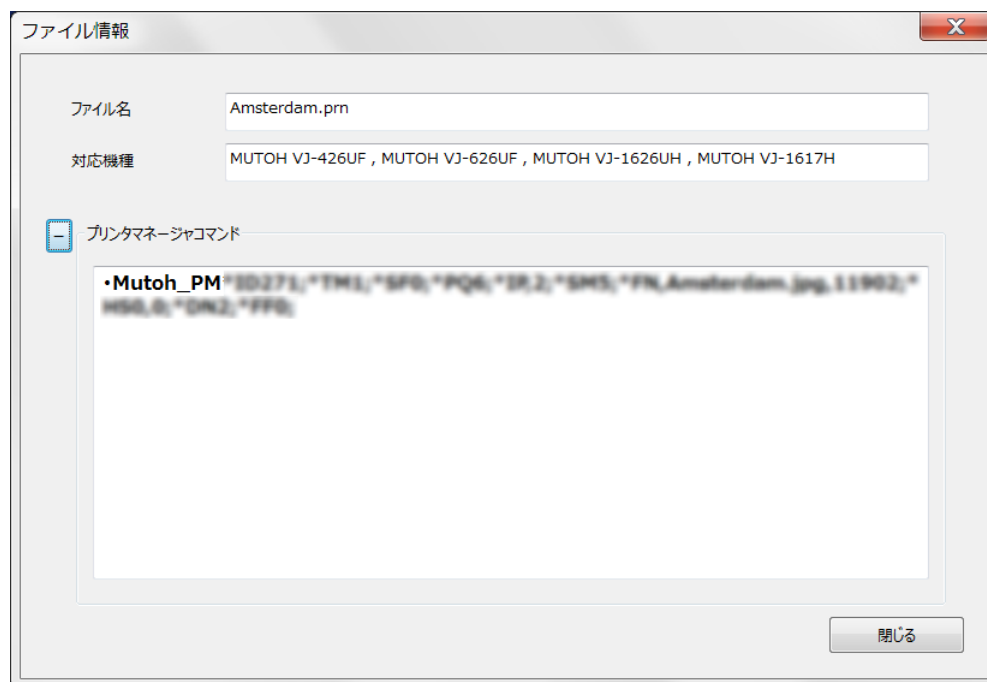 ファイル情報
ファイル名
Amsterdam.prn
対応機種
MUTOH VJ-426UF , MUTOH VJ-626UF , MUTOH VJ-1626UH , MUTOH VJ-1617H
プリンタマネージャコマンド
・Mutoh_PM
閉じる